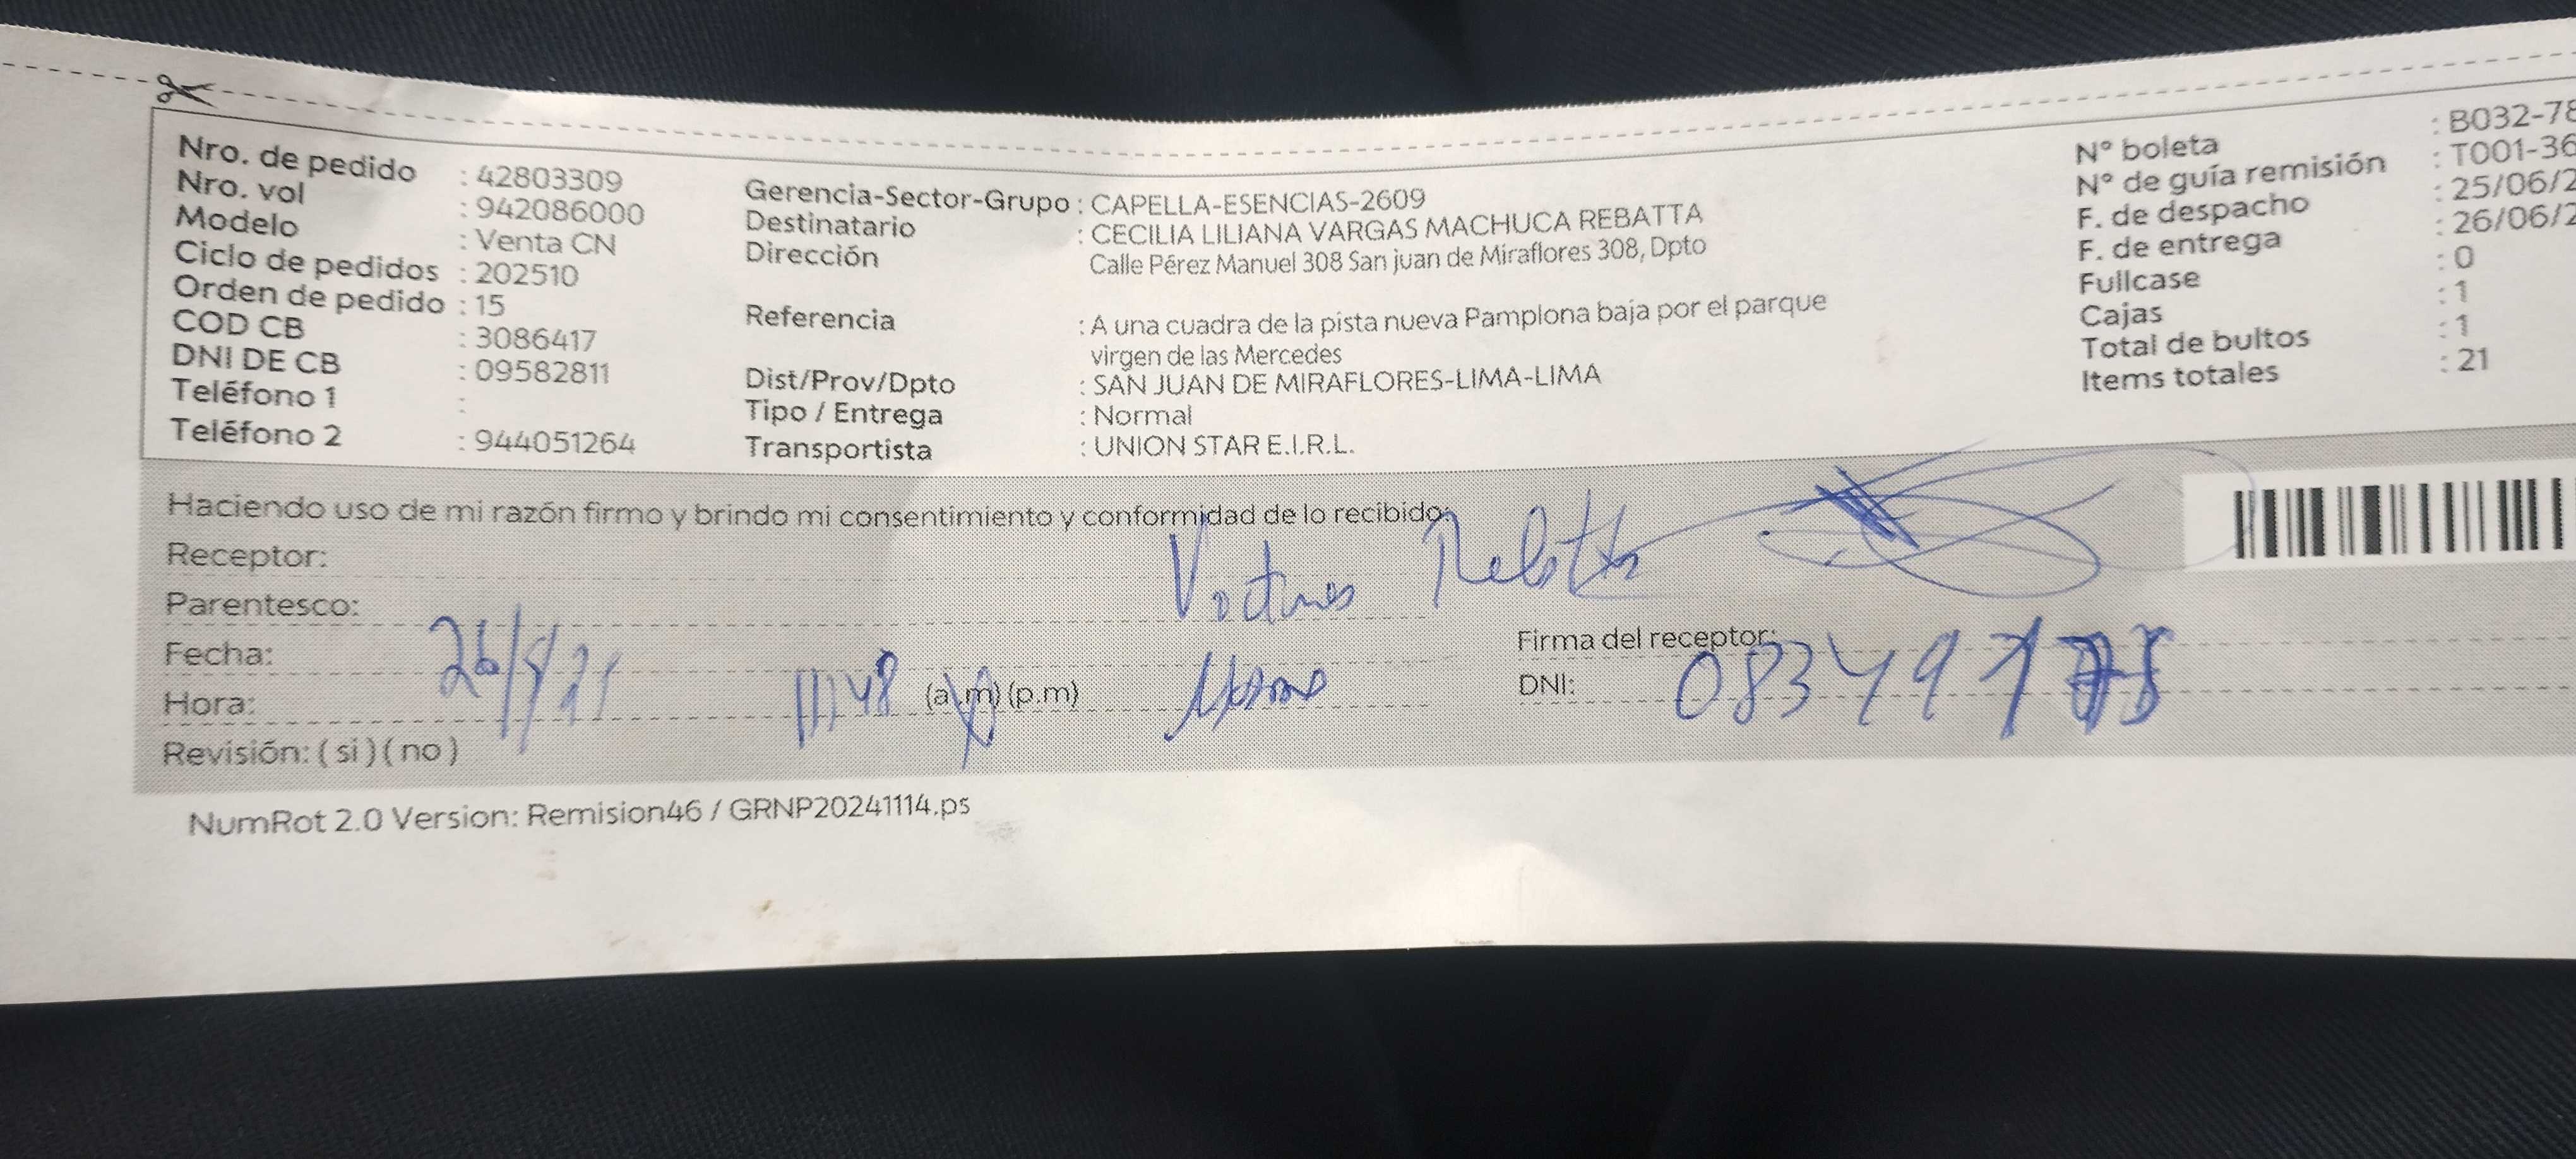 Nro. de pedido : 42803309
Nro. vol : 942086000
Modelo : Venta CN
Ciclo de pedidos : 202510
Orden de pedido : 15
COD CB : 3086417
DNI DE CB : 09582811
Teléfono 1 :
Teléfono 2 : 944051264
Gerencia-Sector-Grupo : CAPELLA-ESENCIAS-2609
Destinatario : CECILIA LILIANA VARGAS MACHUCA REBATTA
Dirección Calle Pérez Manuel 308 San juan de Miraflores 308, Dpto
Referencia : A una cuadra de la pista nueva Pamplona baja por el parque
virgen de las Mercedes
Dist/Prov/Dpto : SAN JUAN DE MIRAFLORES-LIMA-LIMA
Tipo / Entrega : Normal
Transportista : UNION STAR E.I.R.L.
N° boleta : B032-78
N° de guía remisión : T001-36
F. de despacho : 25/06/2
F. de entrega : 26/06/2
Fullcase : 0
Cajas : 1
Total de bultos : 1
Items totales : 21
Haciendo uso de mi razón firmo y brindo mi consentimiento y conformidad de lo recibido:
Receptor: Rebatta
Parentesco:
Fecha:
Hora: (a.m) (p.m)
Revisión: ( si ) ( no )
Firma del receptor:
DNI:
NumRot 2.0 Version: Remision46 / GRNP20241114.ps